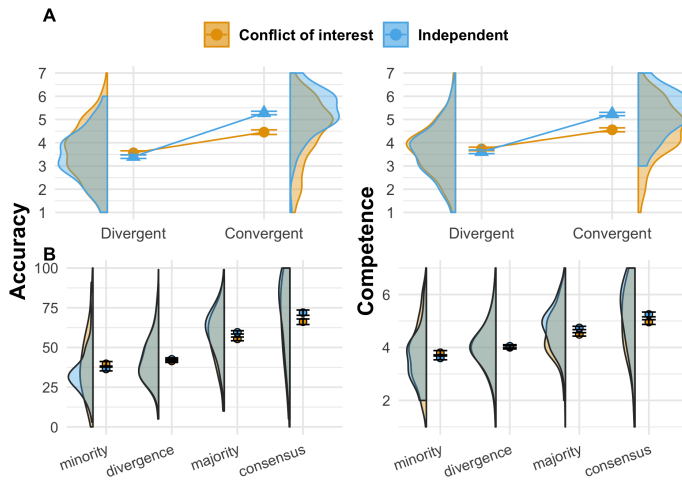 A
Conflict of interest
Independent
7
6
5
4
3
2
1
Divergent
Convergent
7
6
5
4
3
2
1
Divergent
Convergent
Accuracy
Competence
B
100
75
50
25
0
minority
divergence
majority
consensus
6
4
2
minority
divergence
majority
consensus